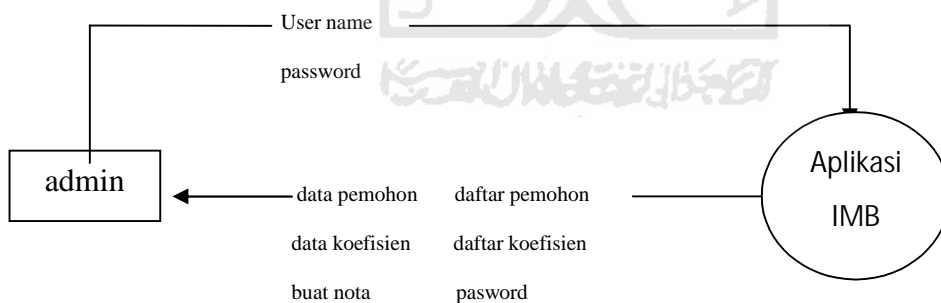 User name
password
admin
Aplikasi
IMB
data pemohon daftar pemohon
data koefisien daftar koefisien
buat nota pasword